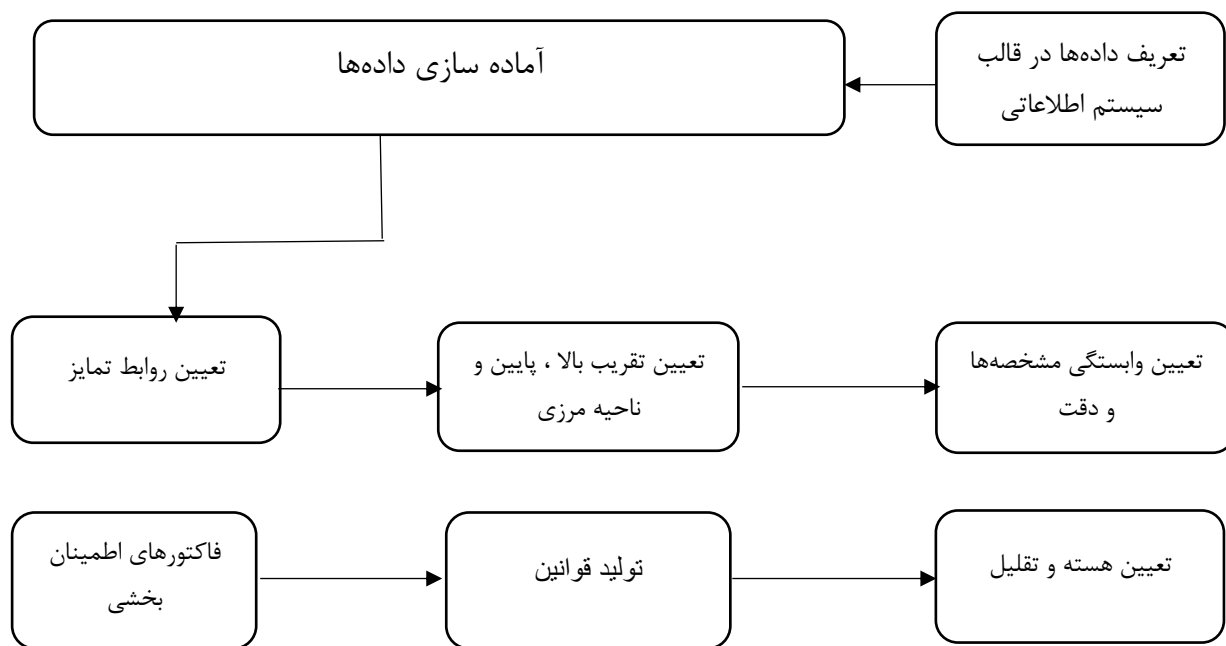 تعریف داده‌ها در قالب
سیستم اطلاعاتی
آماده سازی داده‌ها
تعیین روابط تمایز
تعیین تقریب بالا ، پایین و
ناحیه مرزی
تعیین وابستگی مشخصه‌ها
و دقت
فاکتورهای اطمینان
بخشی
تولید قوانین
تعیین هسته و تقلیل